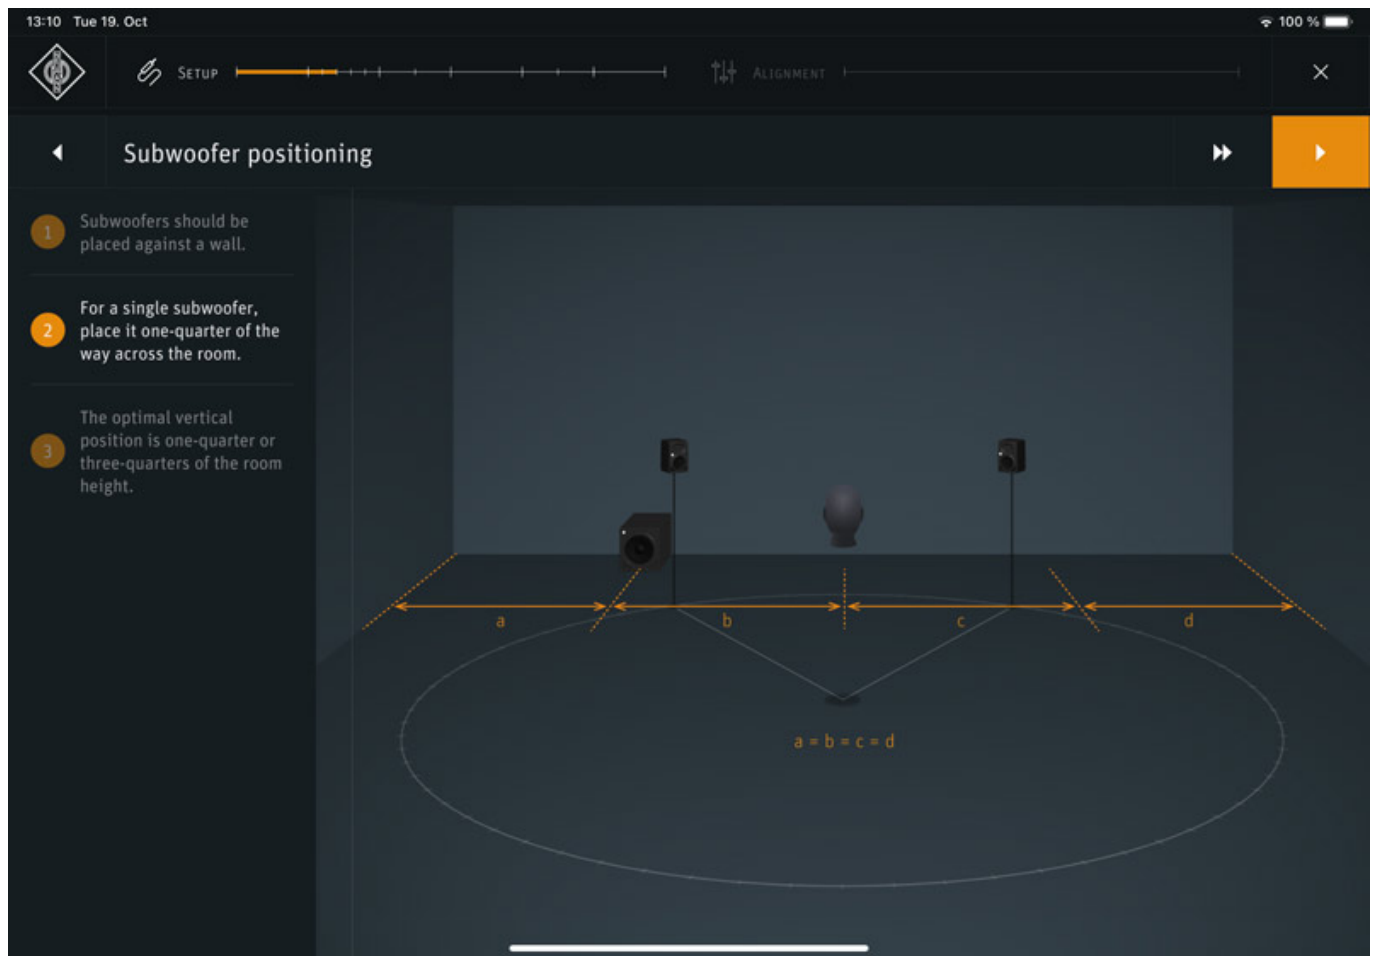 13:10 Tue 19. Oct
100 %
SETUP
ALIGNMENT
Subwoofer positioning
1
Subwoofers should be
placed against a wall.
2
For a single subwoofer,
place it one-quarter of the
way across the room.
3
The optimal vertical
position is one-quarter or
three-quarters of the room
height.
a
b
c
d
a = b = c = d